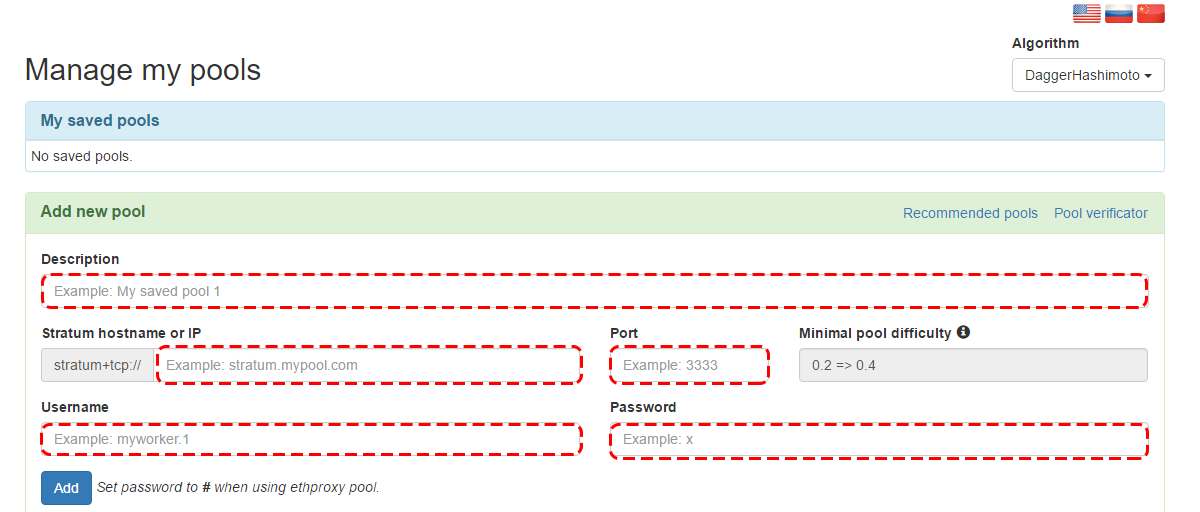 Algorithm
Manage my pools
DaggerHashimoto
My saved pools
No saved pools.
Add new pool Recommended pools Pool verificator
Description
Example: My saved pool 1
Stratum hostname or IP Port Minimal pool difficulty
stratum+tcp:// Example: stratum.mypool.com Example: 3333 0.2 => 0.4
Username Password
Example: myworker.1 Example: x
Add Set password to # when using ethproxy pool.